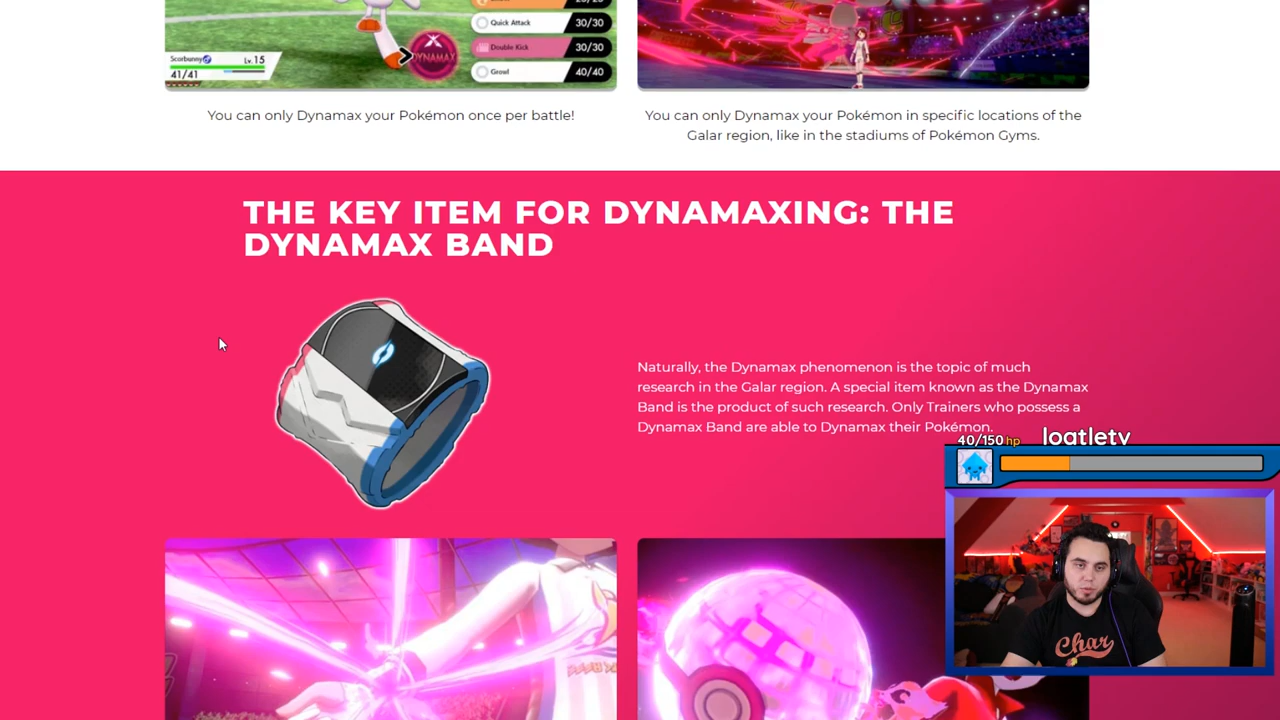 Quick Attack 30/30
Double Kick 30/30
Growl 40/40
DYNAMAX
Scorbunny Lv. 15
41/41
You can only Dynamax your Pokémon once per battle!
You can only Dynamax your Pokémon in specific locations of the
Galar region, like in the stadiums of Pokémon Gyms.
THE KEY ITEM FOR DYNAMAXING: THE
DYNAMAX BAND
Naturally, the Dynamax phenomenon is the topic of much
research in the Galar region. A special item known as the Dynamax
Band is the product of such research. Only Trainers who possess a
Dynamax Band are able to Dynamax their Pokémon.
40/150 hp loatletv
Char